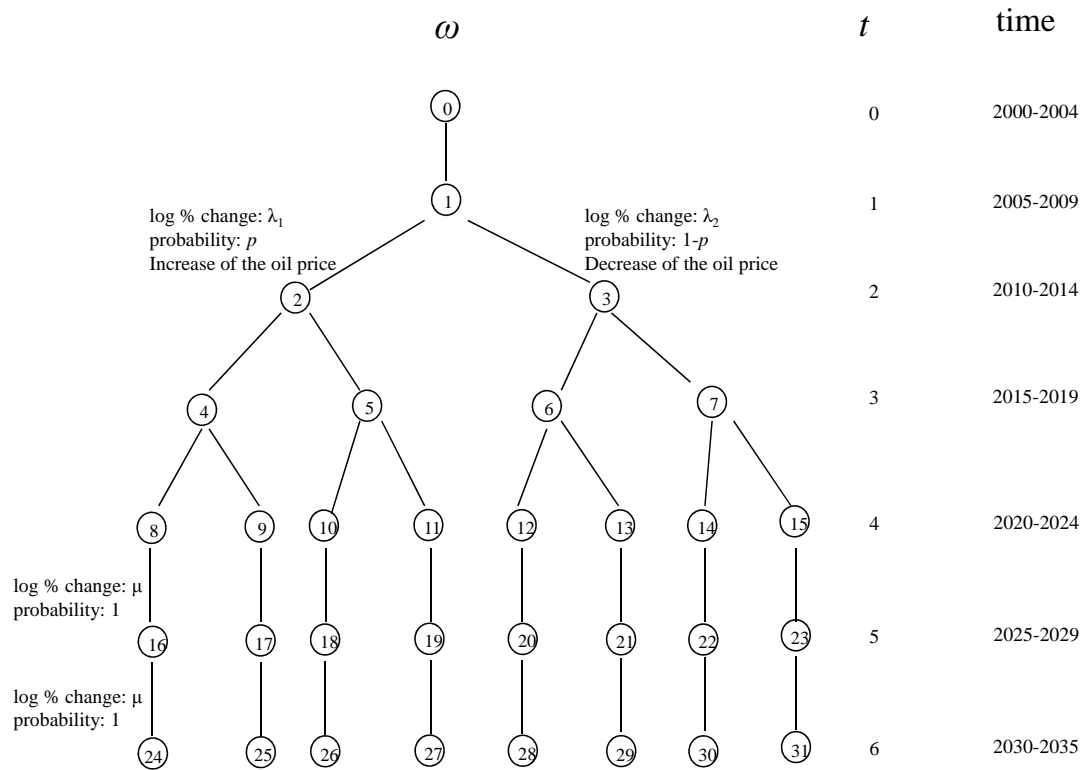 ω t time
0 0 2000-2004
1 1 2005-2009
log % change: λ₁ log % change: λ₂
probability: p probability: 1-p
Increase of the oil price Decrease of the oil price
2 3 2 2010-2014
4 5 6 7 3 2015-2019
8 9 10 11 12 13 14 15 4 2020-2024
log % change: μ
probability: 1
16 17 18 19 20 21 22 23 5 2025-2029
log % change: μ
probability: 1
24 25 26 27 28 29 30 31 6 2030-2035